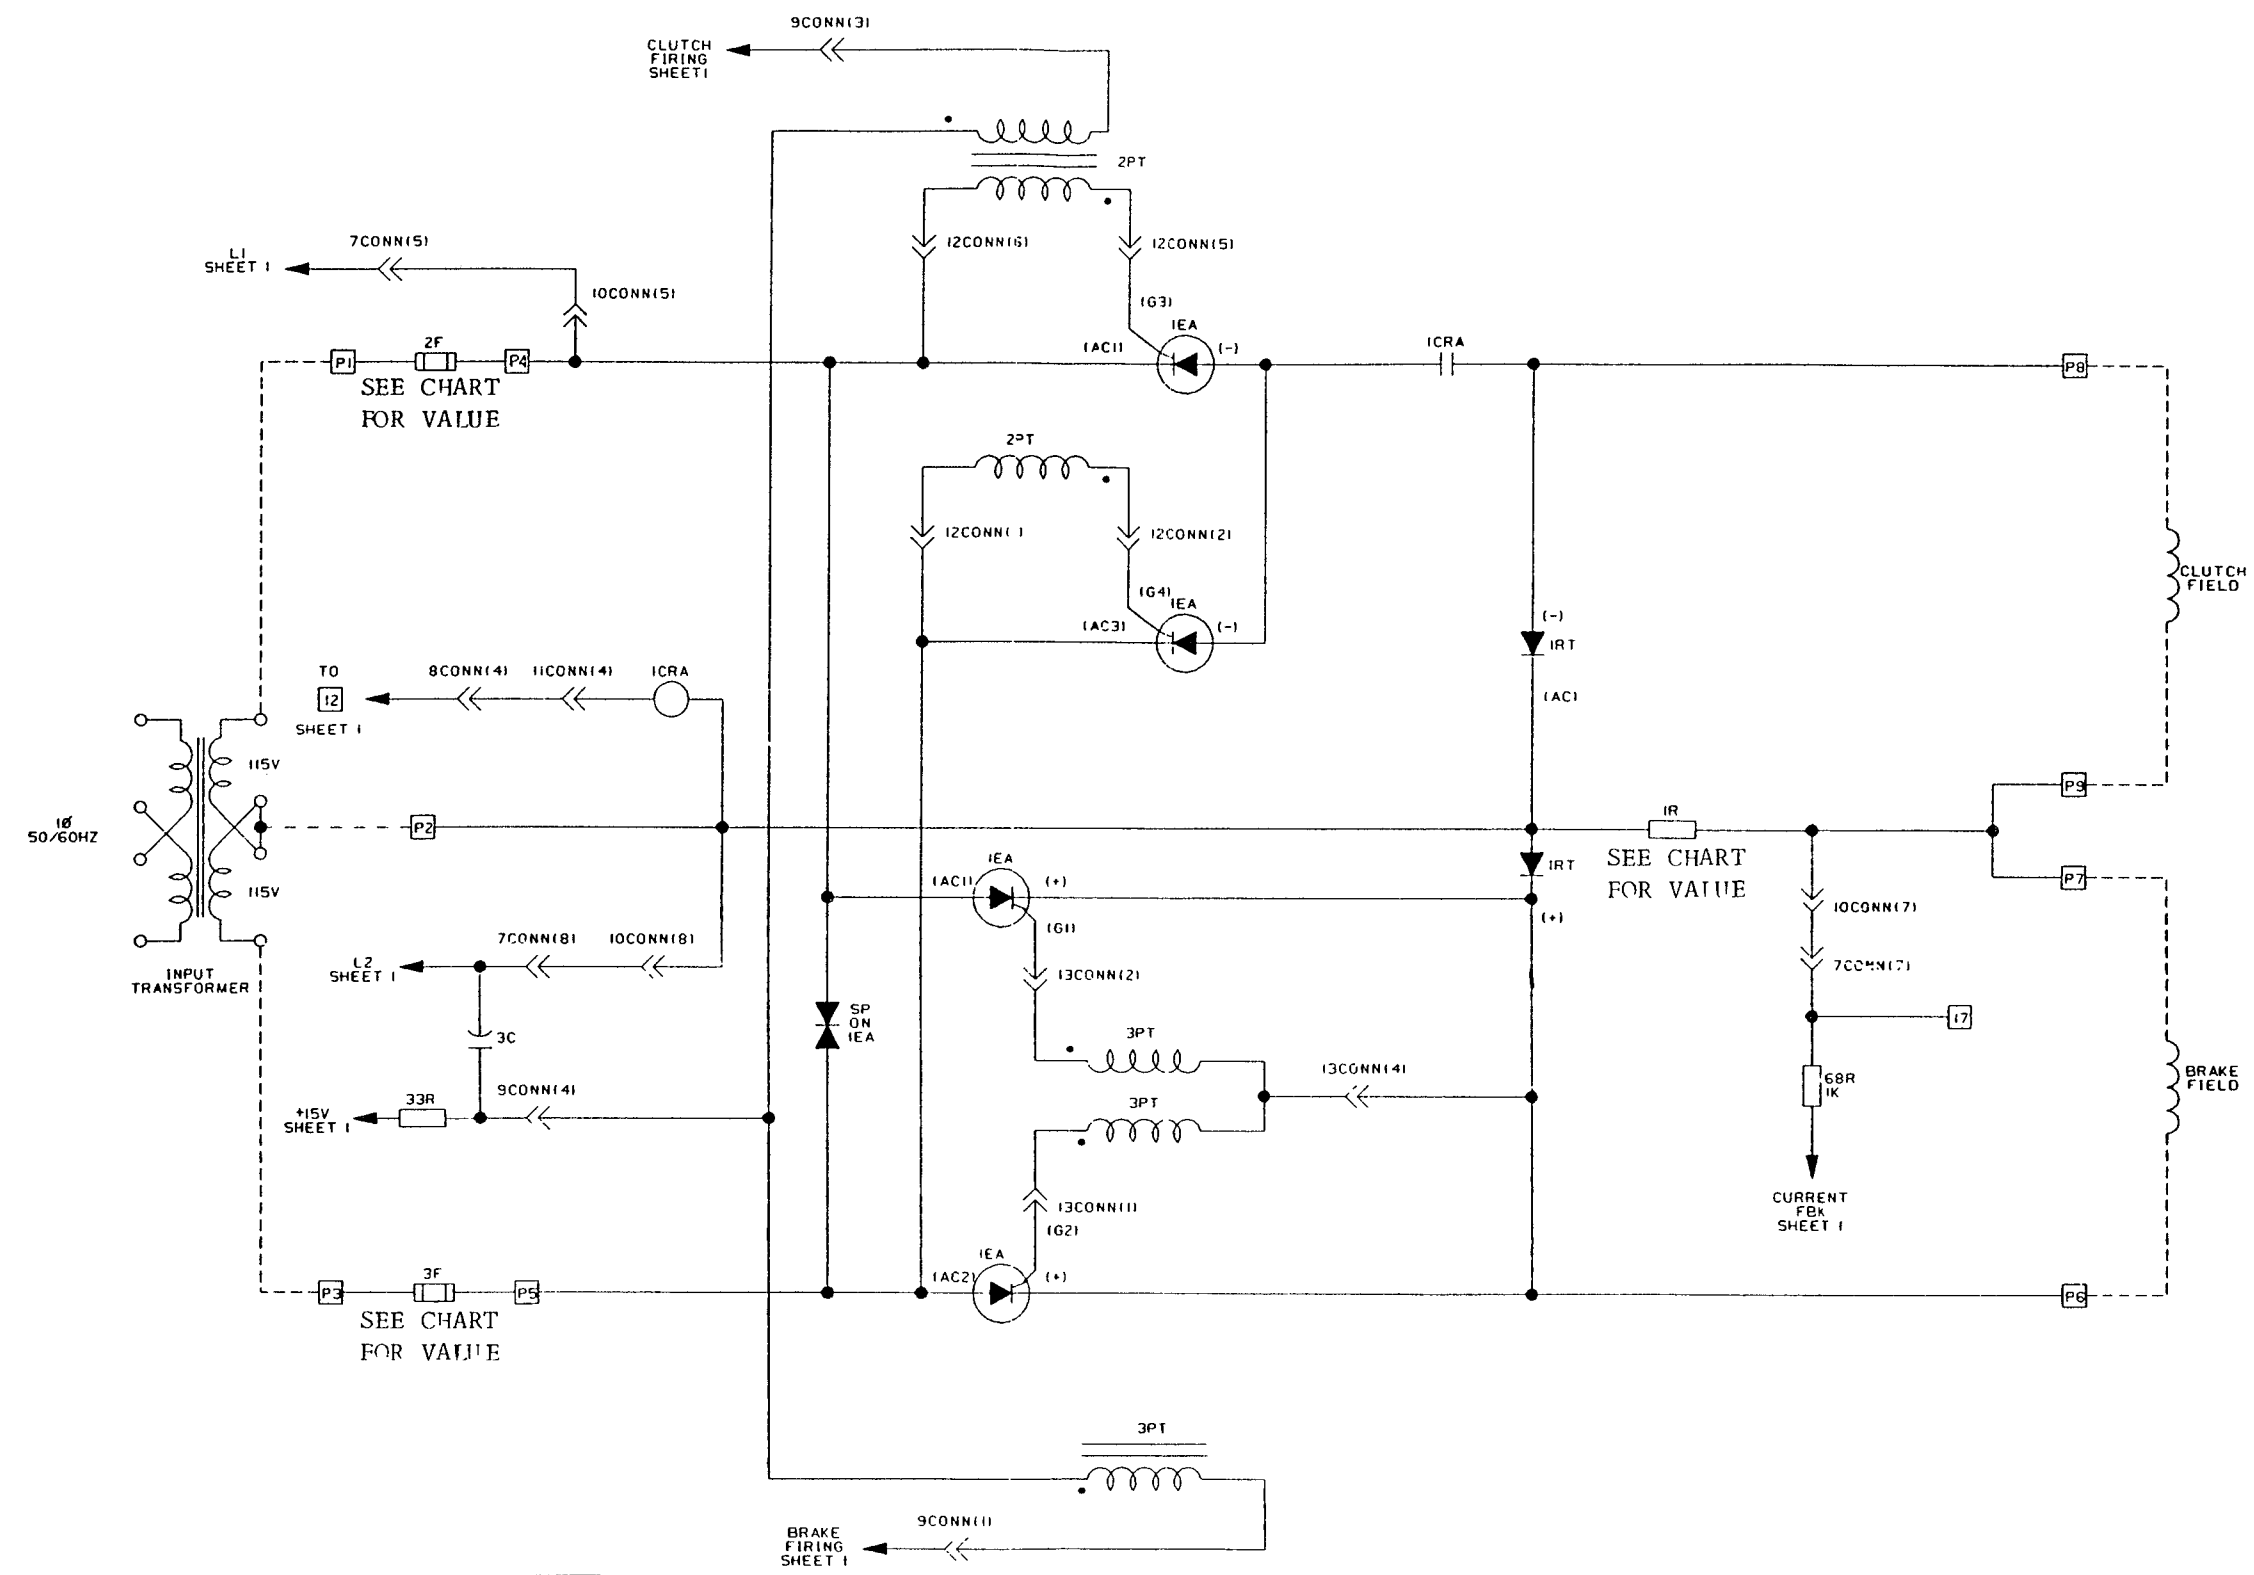 9CONN(3)
CLUTCH
FIRING
SHEET1
2PT
7CONN(5)
L1
SHEET 1
10CONN(5)
12CONN(6)
12CONN(5)
(G3)
1EA
(AC1)
(-)
1CRA
P1
2F
P4
P8
SEE CHART
FOR VALUE
2PT
12CONN( )
12CONN(2)
(G4)
1EA
(AC3)
(-)
CLUTCH
FIELD
(-)
1RT
(AC)
TO
12
SHEET 1
8CONN(4)
11CONN(4)
1CRA
115V
1Ø
50/60HZ
P2
1R
P9
SEE CHART
FOR VALUE
1RT
(+)
P7
1EA
(AC1)
(+)
(G1)
115V
INPUT
TRANSFORMER
7CONN(8)
10CONN(8)
L2
SHEET 1
10CONN(7)
7CONN(7)
17
13CONN(2)
SP
ON
1EA
3C
3PT
13CONN(4)
3PT
68R
1K
BRAKE
FIELD
+15V
SHEET 1
33R
9CONN(4)
CURRENT
FBK
SHEET 1
13CONN(1)
(G2)
1EA
(AC2)
(+)
P3
3F
P5
P6
SEE CHART
FOR VALUE
3PT
9CONN(1)
BRAKE
FIRING
SHEET 1